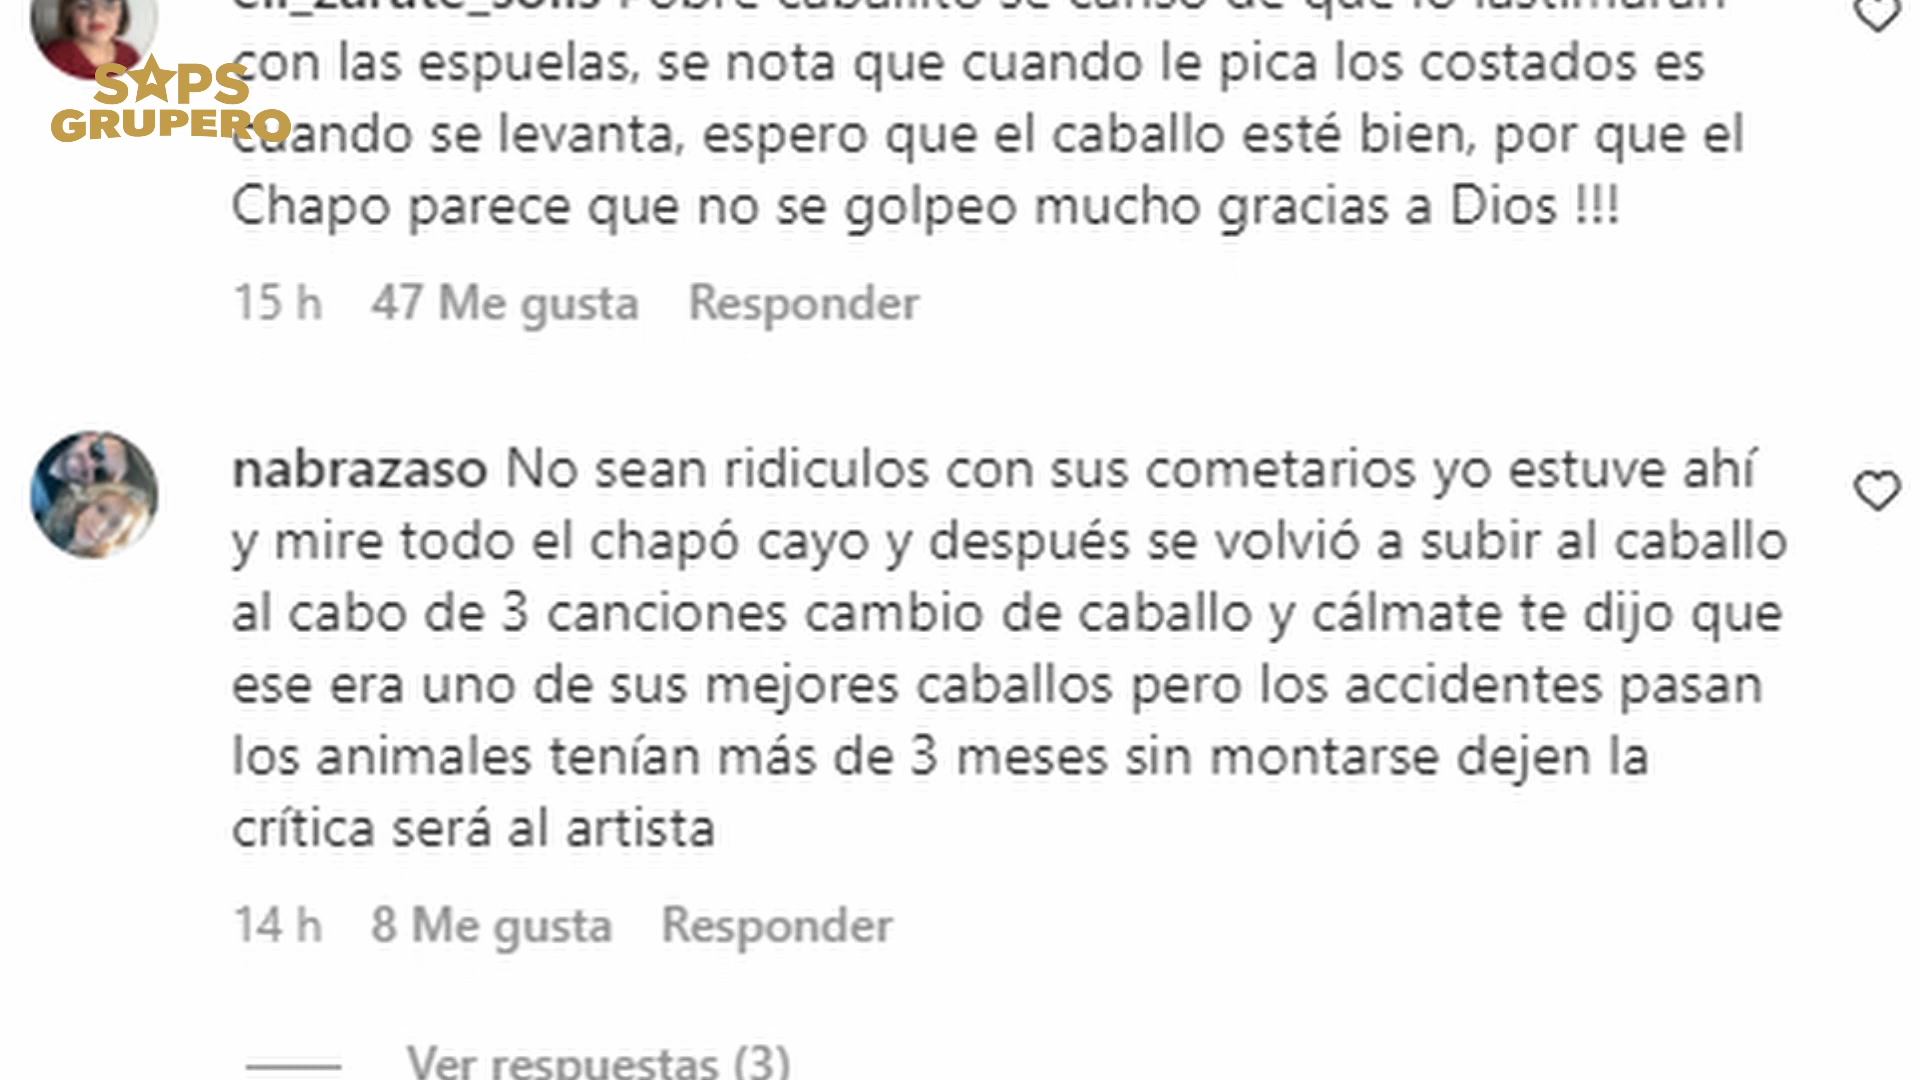 con las espuelas, se nota que cuando le pica los costados es
SAPS
GRUPERO
cuando se levanta, espero que el caballo esté bien, por que el
Chapo parece que no se golpeo mucho gracias a Dios !!!
15 h 47 Me gusta Responder
nabrazaso No sean ridiculos con sus cometarios yo estuve ahí
y mire todo el chapó cayo y después se volvió a subir al caballo
al cabo de 3 canciones cambio de caballo y cálmate te dijo que
ese era uno de sus mejores caballos pero los accidentes pasan
los animales tenían más de 3 meses sin montarse dejen la
crítica será al artista
14 h 8 Me gusta Responder
Ver respuestas (3)